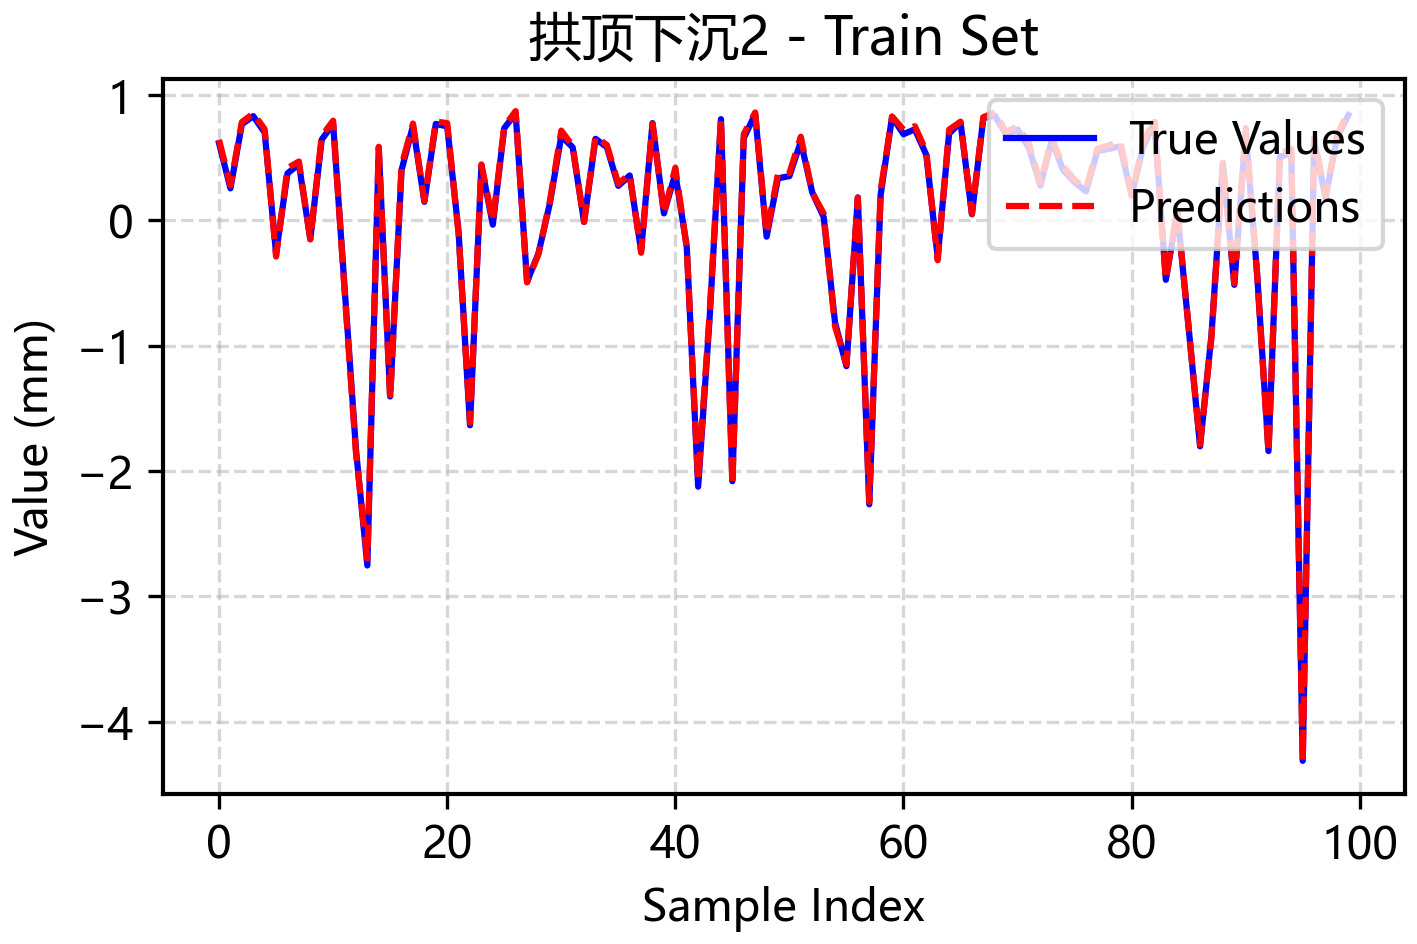 拱顶下沉2 - Train Set
True Values
Predictions
Value (mm)
1
0
−1
−2
−3
−4
0 20 40 60 80 100
Sample Index